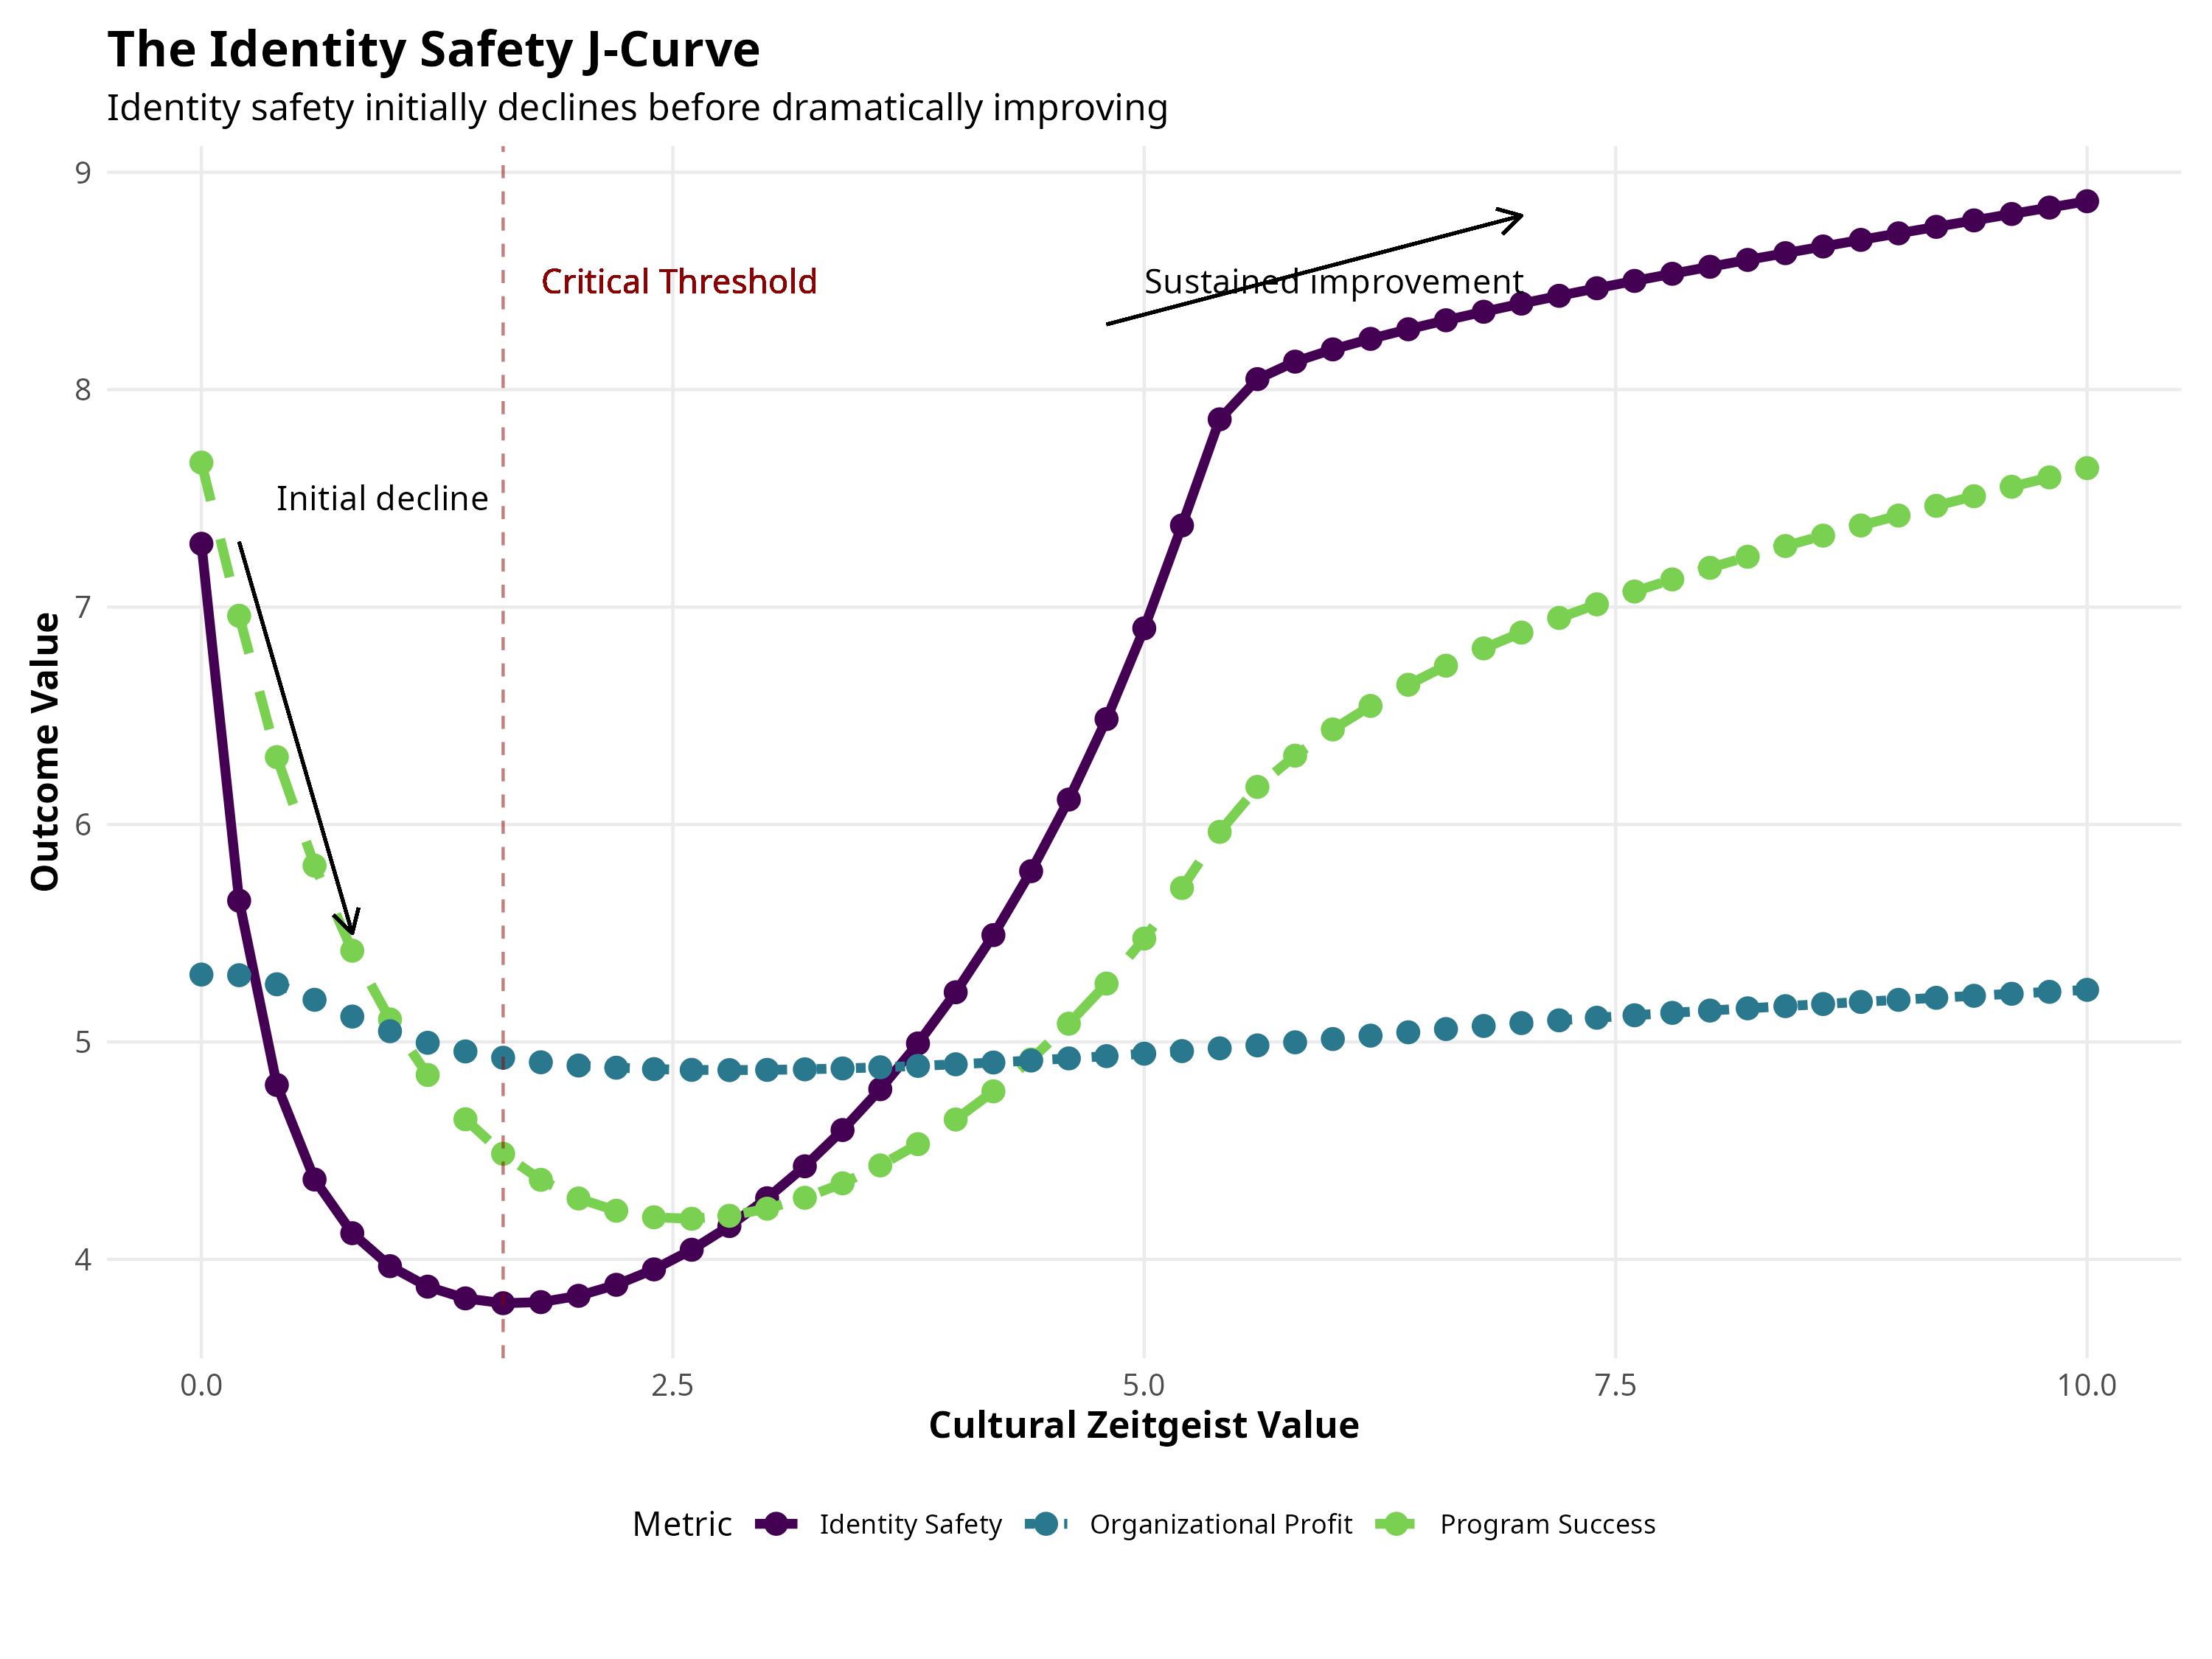 The Identity Safety J-Curve
Identity safety initially declines before dramatically improving
9
8
7
6
5
4
Outcome Value
Critical Threshold
Sustained improvement
Initial decline
0.0 2.5 5.0 7.5 10.0
Cultural Zeitgeist Value
Metric Identity Safety Organizational Profit Program Success